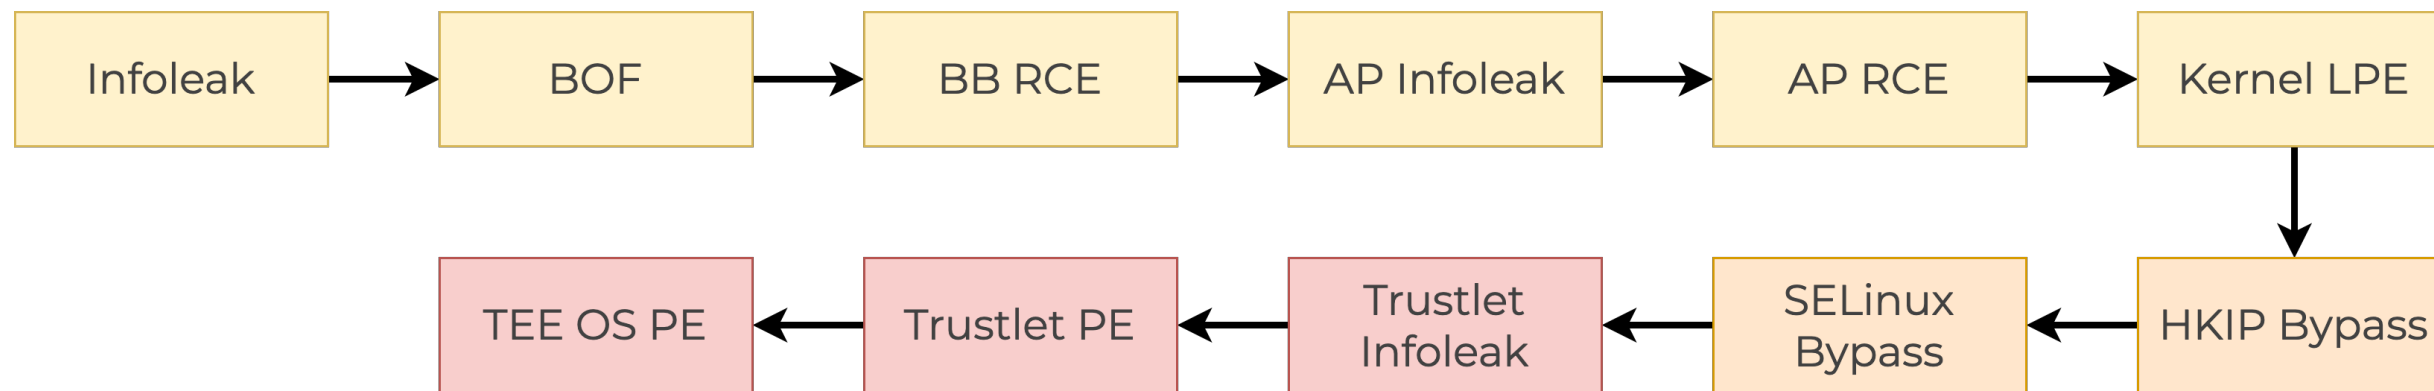 Infoleak
BOF
BB RCE
AP Infoleak
AP RCE
Kernel LPE
HKIP Bypass
SELinux
Bypass
Trustlet
Infoleak
Trustlet PE
TEE OS PE